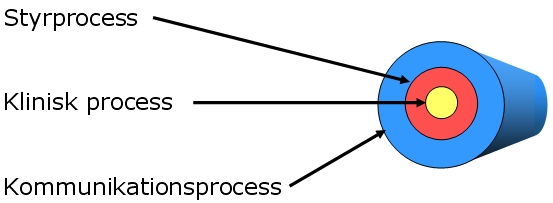 Styrprocess
Klinisk process
Kommunikationsprocess